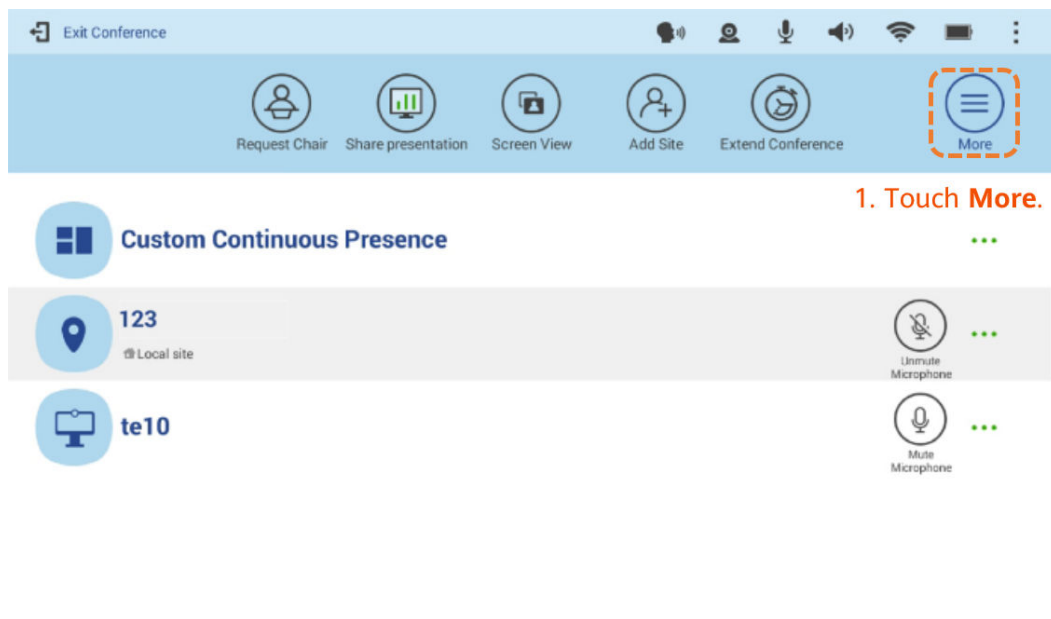 Exit Conference
Request Chair
Share presentation
Screen View
Add Site
Extend Conference
More
1. Touch More.
Custom Continuous Presence
123
Local site
Unmute
Microphone
te10
Mute
Microphone